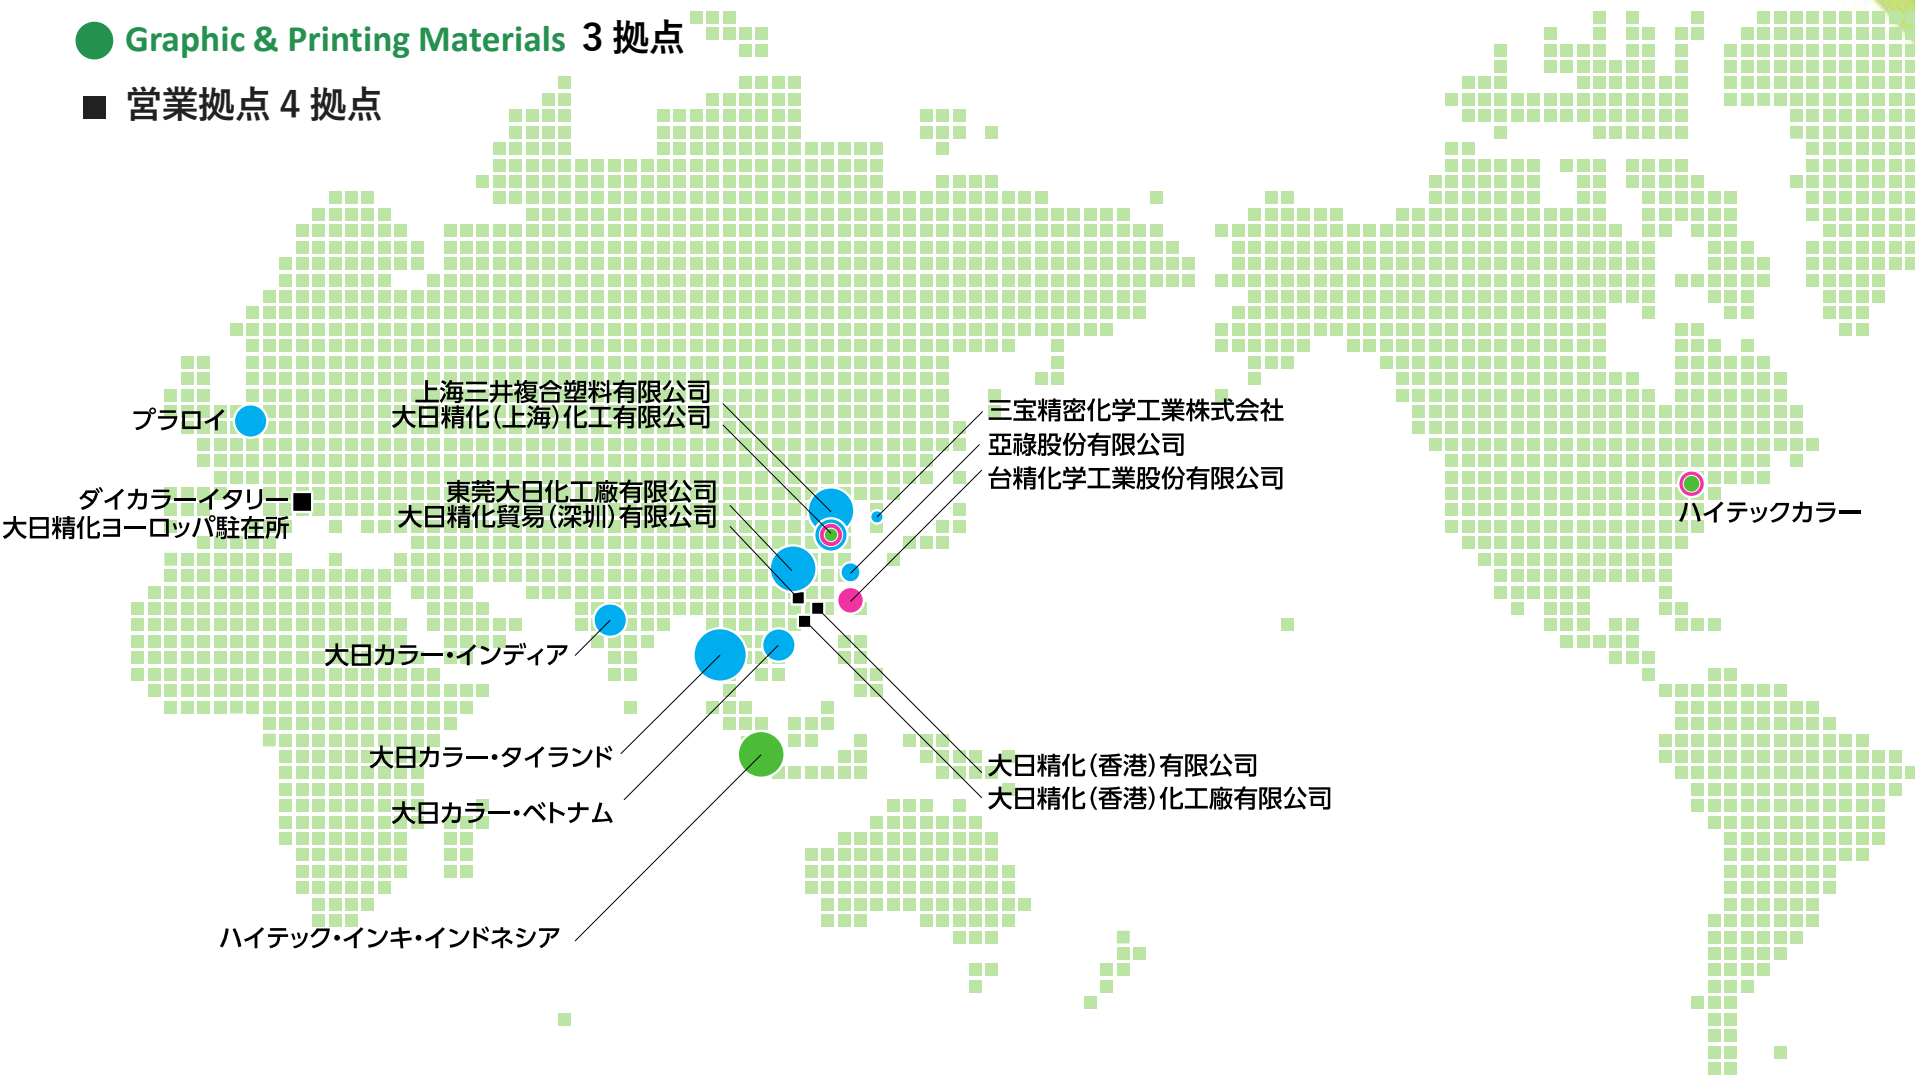 Graphic & Printing Materials 3 拠点
営業拠点 4 拠点
上海三井複合塑料有限公司
大日精化(上海)化工有限公司
プラロイ
三宝精密化学工業株式会社
亞祿股份有限公司
台精化学工業股份有限公司
東莞大日化工廠有限公司
大日精化貿易(深圳)有限公司
ダイカラーイタリー
大日精化ヨーロッパ駐在所
ハイテックカラー
大日カラー・インディア
大日カラー・タイランド
大日カラー・ベトナム
大日精化(香港)有限公司
大日精化(香港)化工廠有限公司
ハイテック・インキ・インドネシア